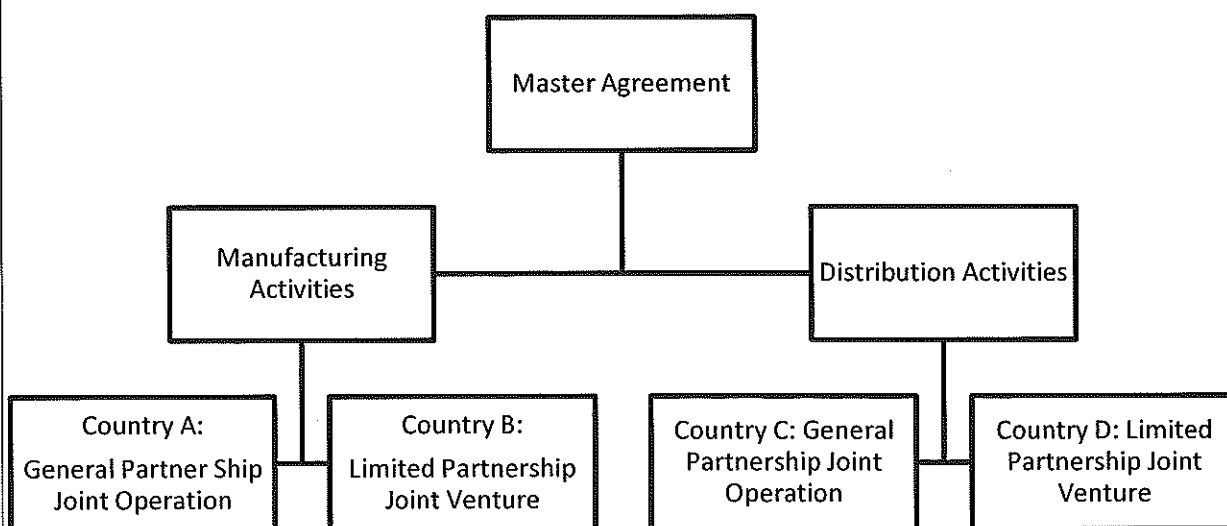 Master Agreement
Manufacturing
Activities
Distribution Activities
Country A:
General Partner Ship
Joint Operation
Country B:
Limited Partnership
Joint Venture
Country C: General
Partnership Joint
Operation
Country D: Limited
Partnership Joint
Venture